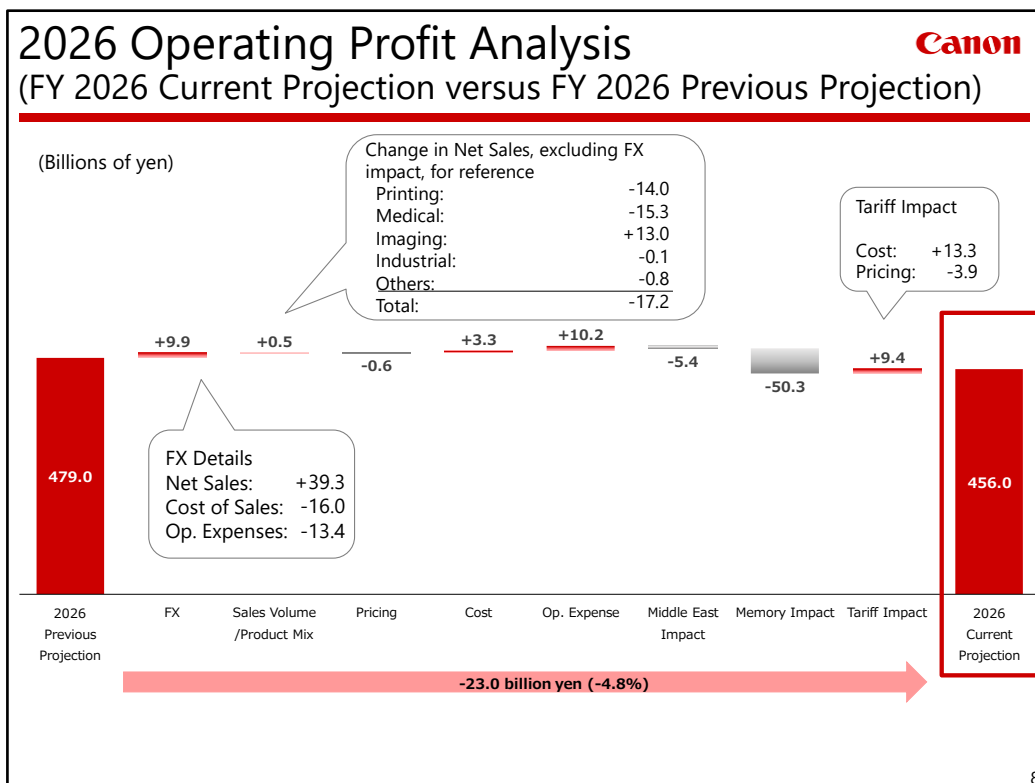 2026 Operating Profit Analysis
Canon
(FY 2026 Current Projection versus FY 2026 Previous Projection)
(Billions of yen)
Change in Net Sales, excluding FX
impact, for reference
Printing: -14.0
Medical: -15.3
Imaging: +13.0
Industrial: -0.1
Others: -0.8
Total: -17.2
Tariff Impact
Cost: +13.3
Pricing: -3.9
+9.9 +0.5 -0.6 +3.3 +10.2 -5.4 -50.3 +9.4
FX Details
Net Sales: +39.3
Cost of Sales: -16.0
Op. Expenses: -13.4
479.0
456.0
2026
Previous
Projection
FX
Sales Volume
/Product Mix
Pricing
Cost
Op. Expense
Middle East
Impact
Memory Impact
Tariff Impact
2026
Current
Projection
-23.0 billion yen (-4.8%)